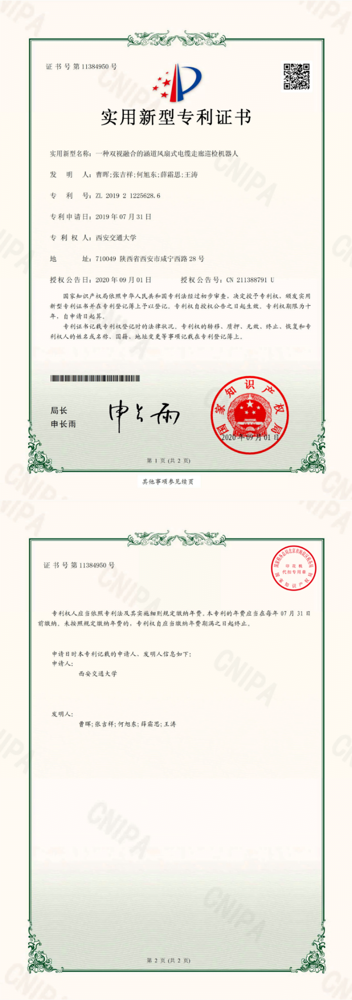 证书号第11384950号
实用新型专利证书
实用新型名称：一种双视融合的涵道风扇式电缆走廊巡检机器人
发明人：曹晖;张吉祥;何旭东;薛霜思;王涛
专利号：ZL 2019 2 1225628.6
专利申请日：2019年07月31日
专利权人：西安交通大学
地址：710049 陕西省西安市咸宁西路28号
授权公告日：2020年09月01日 授权公告号：CN 211388791 U
国家知识产权局依照中华人民共和国专利法经过初步审查，决定授予专利权，颁发实用
新型专利证书并在专利登记簿上予以登记。专利权自授权公告之日起生效。专利权期限为十
年，自申请日起算。
专利证书记载专利权登记时的法律状况。专利权的转移、质押、无效、终止、恢复和专
利权人的姓名或名称、国籍、地址变更等事项记载在专利登记簿上。
局长
申长雨
申长雨
国家知识产权局
2020年09月01日
第 1 页 (共 2 页)
其他事项参见续页
证书号第11384950号
国家税务总局北京市海淀区税务局
印花税
代扣专用章
国家知识产权局
专利权人应当依照专利法及其实施细则规定缴纳年费。本专利的年费应当在每年07月31日
前缴纳。未按照规定缴纳年费的，专利权自应当缴纳年费期满之日起终止。
申请日时本专利记载的申请人、发明人信息如下：
申请人：
西安交通大学
发明人：
曹晖;张吉祥;何旭东;薛霜思;王涛
第 2 页 (共 2 页)
CNIPA